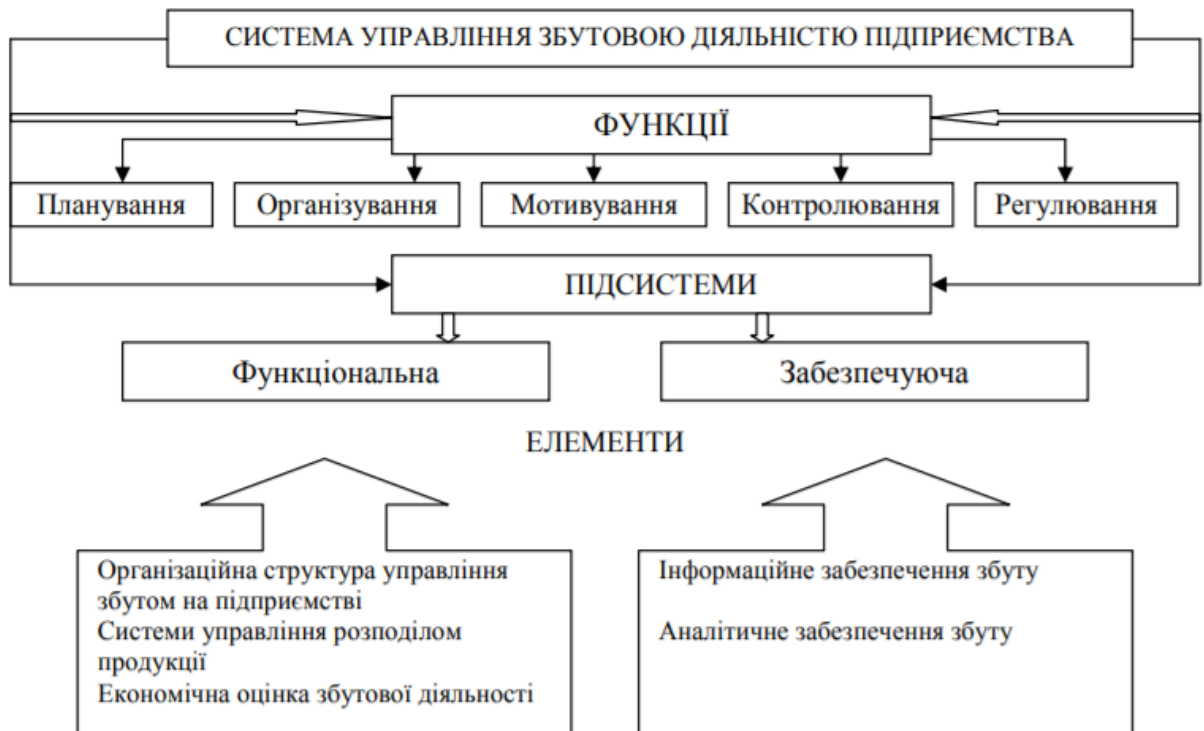 СИСТЕМА УПРАВЛІННЯ ЗБУТОВОЮ ДІЯЛЬНІСТЮ ПІДПРИЄМСТВА
ФУНКЦІЇ
Планування
Організування
Мотивування
Контролювання
Регулювання
ПІДСИСТЕМИ
Функціональна
Забезпечуюча
ЕЛЕМЕНТИ
Організаційна структура управління
збутом на підприємстві
Системи управління розподілом
продукції
Економічна оцінка збутової діяльності
Інформаційне забезпечення збуту
Аналітичне забезпечення збуту